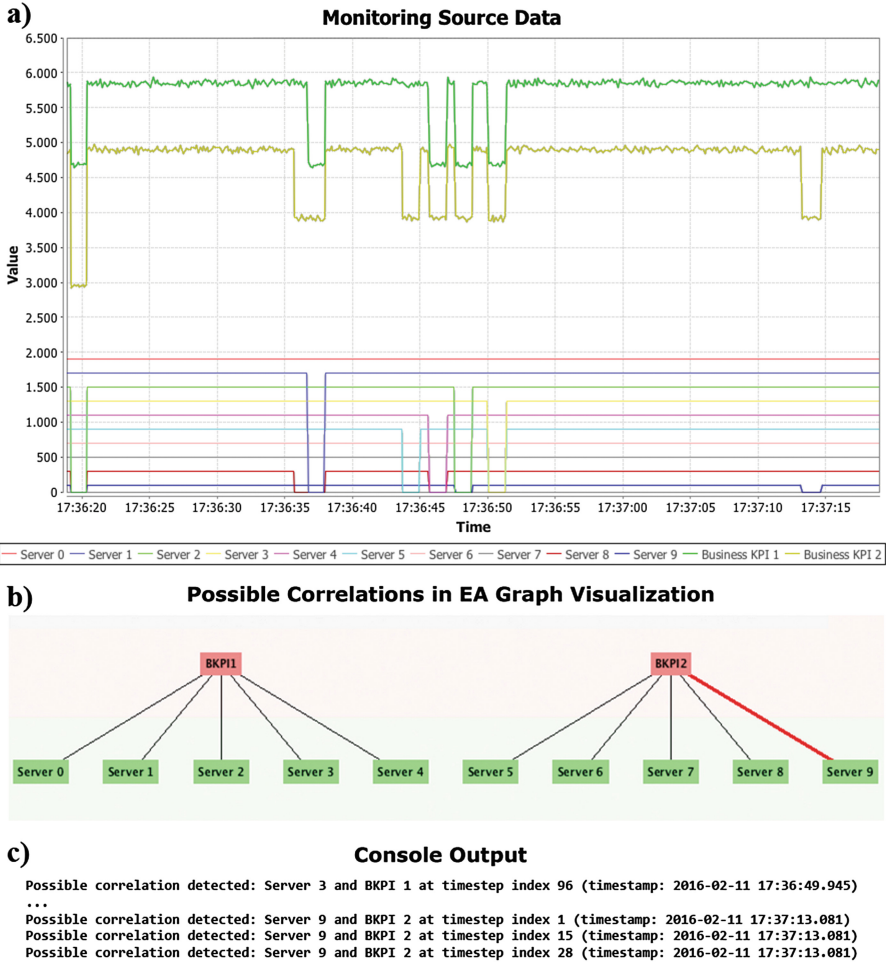 a)
Monitoring Source Data
6.500
6.000
5.500
5.000
4.500
4.000
3.500
3.000
2.500
2.000
1.500
1.000
500
0
Value
17:36:20 17:36:25 17:36:30 17:36:35 17:36:40 17:36:45 17:36:50 17:36:55 17:37:00 17:37:05 17:37:10 17:37:15
Time
Server 0 Server 1 Server 2 Server 3 Server 4 Server 5 Server 6 Server 7 Server 8 Server 9 Business KPI 1 Business KPI 2
b)
Possible Correlations in EA Graph Visualization
BKPI1 BKPI2
Server 0 Server 1 Server 2 Server 3 Server 4 Server 5 Server 6 Server 7 Server 8 Server 9
c)
Console Output
Possible correlation detected: Server 3 and BKPI 1 at timestep index 96 (timestamp: 2016-02-11 17:36:49.945)
...
Possible correlation detected: Server 9 and BKPI 2 at timestep index 1 (timestamp: 2016-02-11 17:37:13.081)
Possible correlation detected: Server 9 and BKPI 2 at timestep index 15 (timestamp: 2016-02-11 17:37:13.081)
Possible correlation detected: Server 9 and BKPI 2 at timestep index 28 (timestamp: 2016-02-11 17:37:13.081)